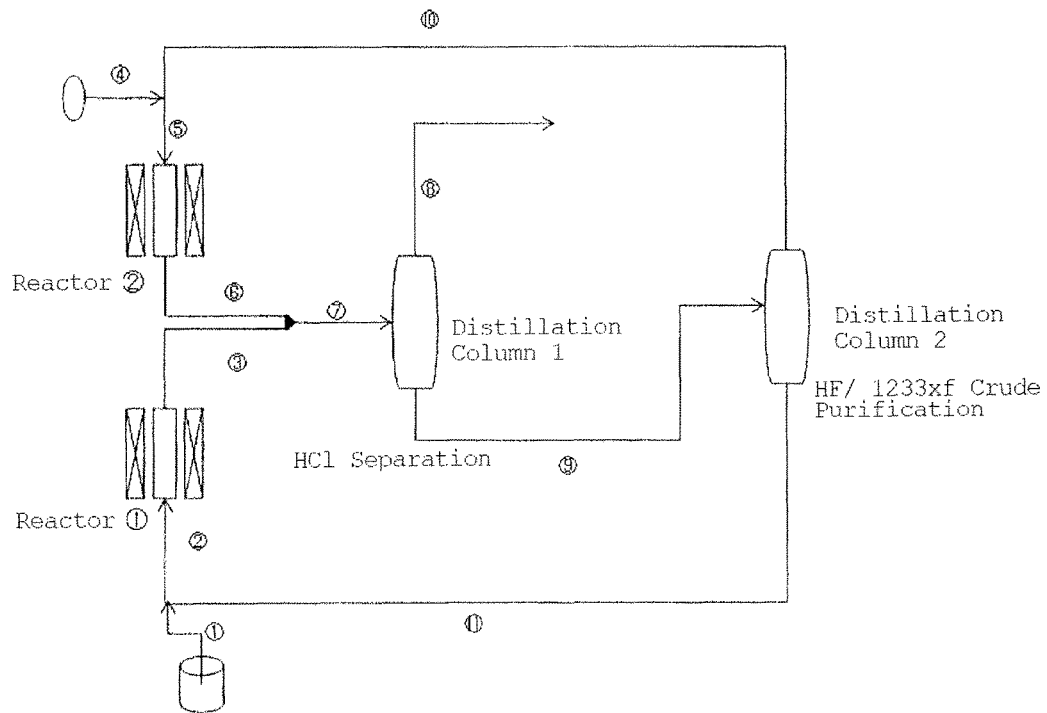 ⑩
④
⑤
⑧
Reactor ②
⑥
⑦
Distillation
Column 1
Distillation
Column 2
③
HF/ 1233xf Crude
Purification
HCl Separation
⑨
Reactor ①
②
⑪
①